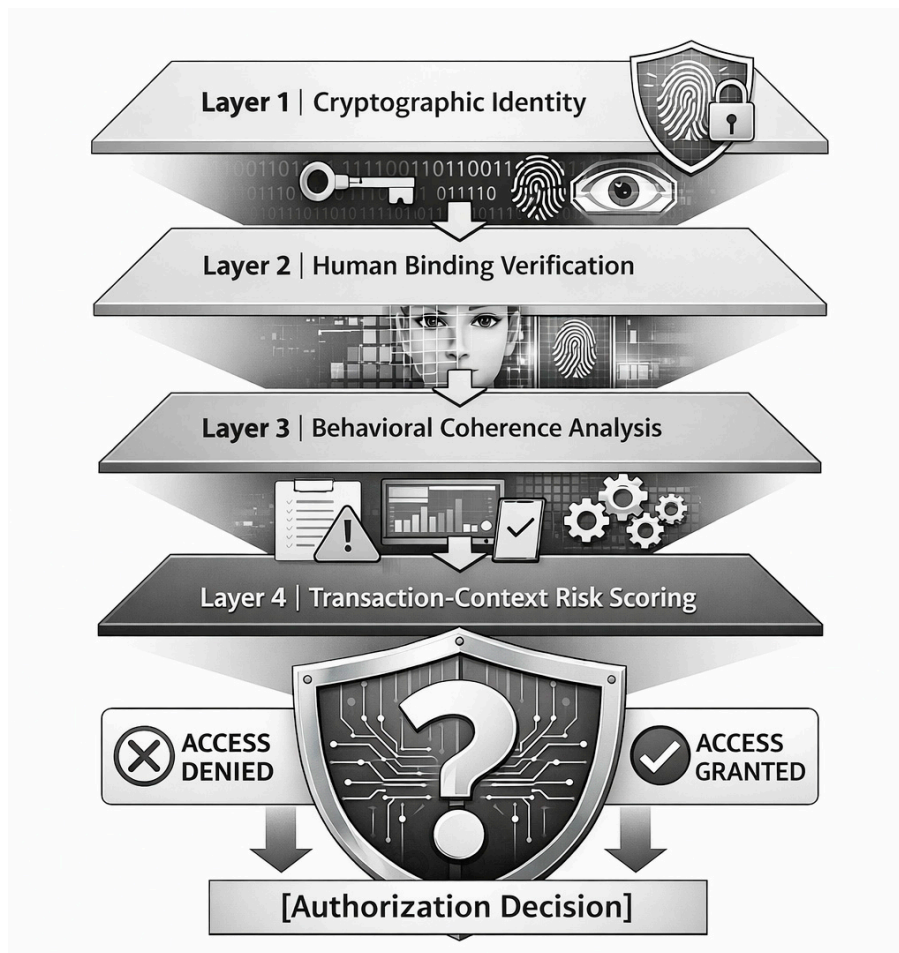 Layer 1 | Cryptographic Identity
011110
Layer 2 | Human Binding Verification
Layer 3 | Behavioral Coherence Analysis
Layer 4 | Transaction-Context Risk Scoring
ACCESS
DENIED
ACCESS
GRANTED
[Authorization Decision]